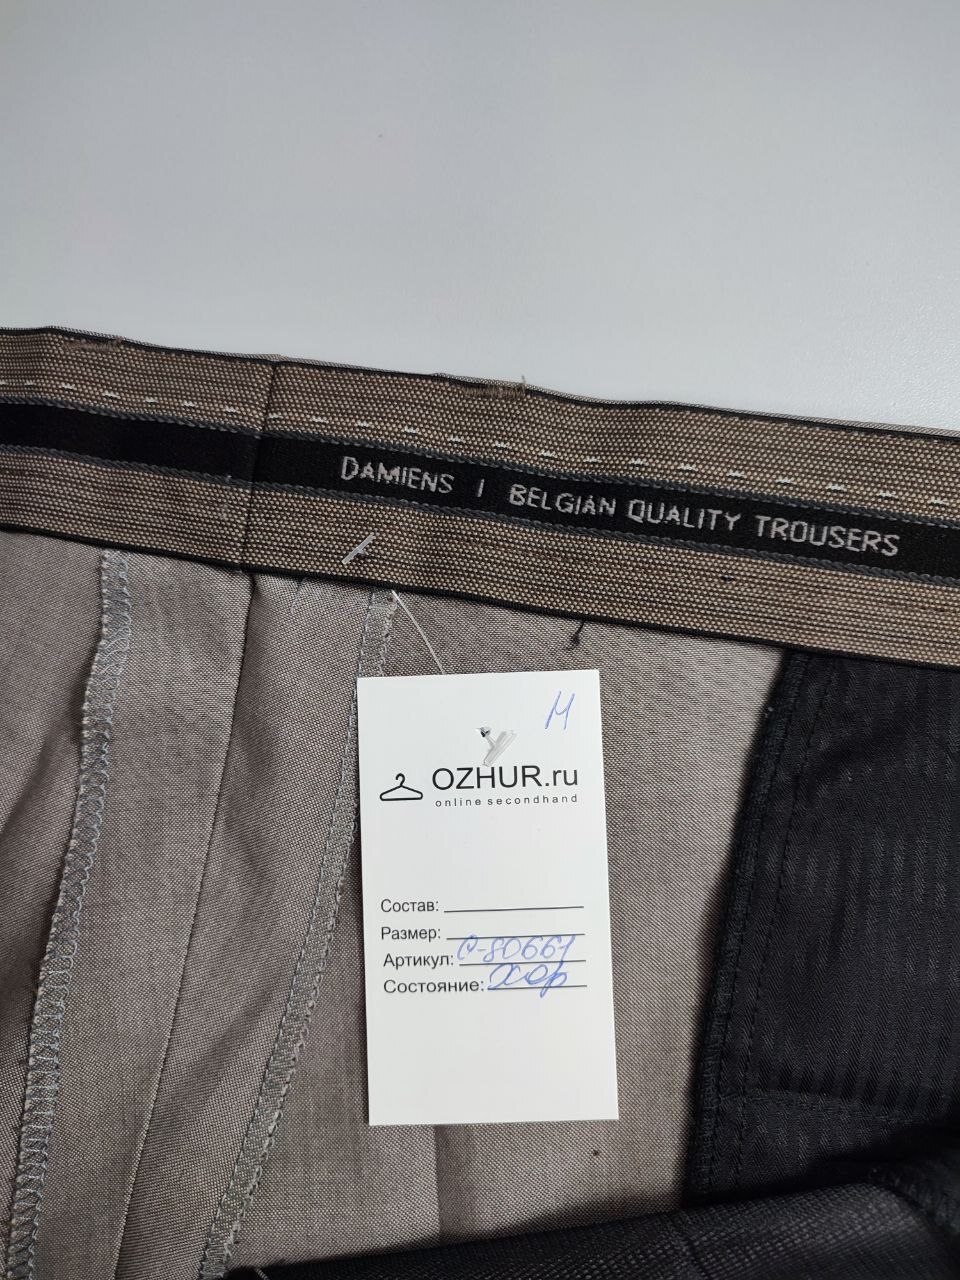 DAMIENS | BELGIAN QUALITY TROUSERS
M
OZHUR.ru
online secondhand
Состав:
Размер:
Артикул: О-80661
Состояние: хор